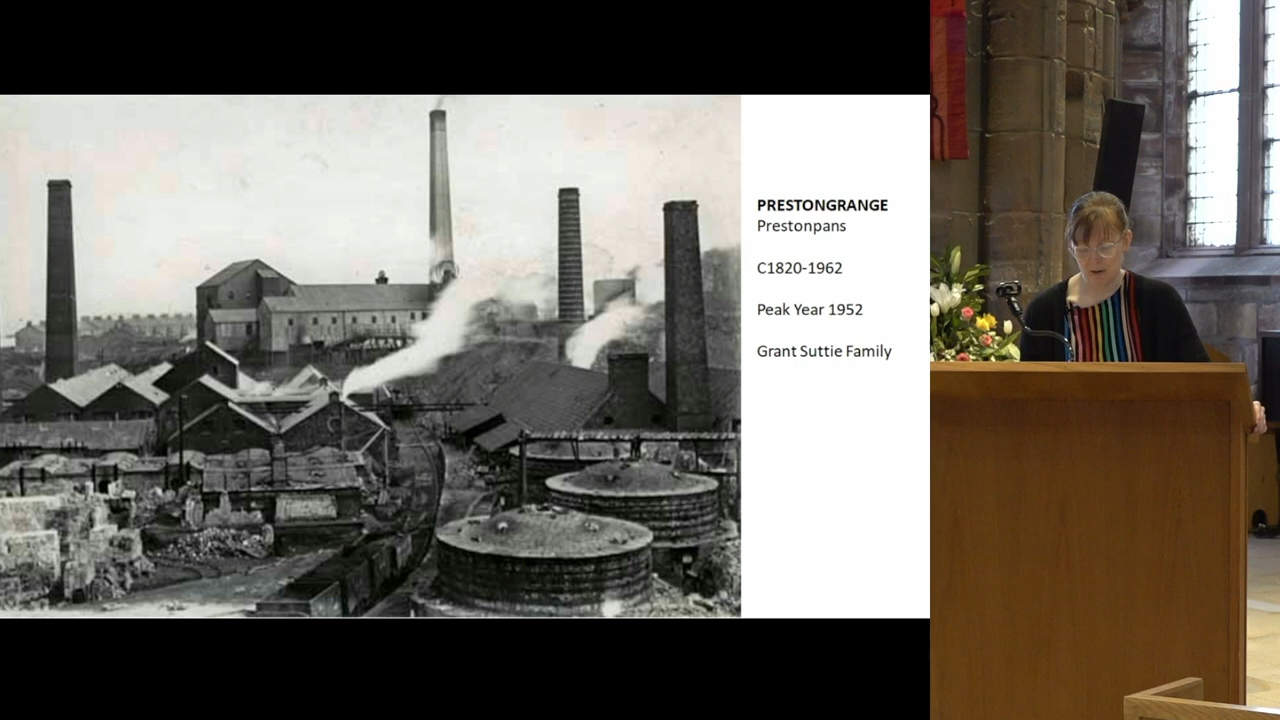 PRESTONGRANGE
Prestonpans
C1820-1962
Peak Year 1952
Grant Suttie Family